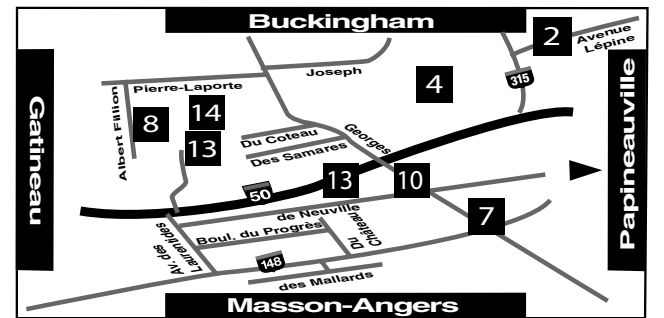 Buckingham
2
Avenue
Lépine
315
Joseph
4
Pierre-Laporte
Albert Fillion
8
14
13
Georges
Du Coteau
Des Samares
Gatineau
Papineauville
50
13
10
7
de Neuville
Boul. du Progrès
Du
Château
Av. des
Laurentides
148
des Mallards
Masson-Angers